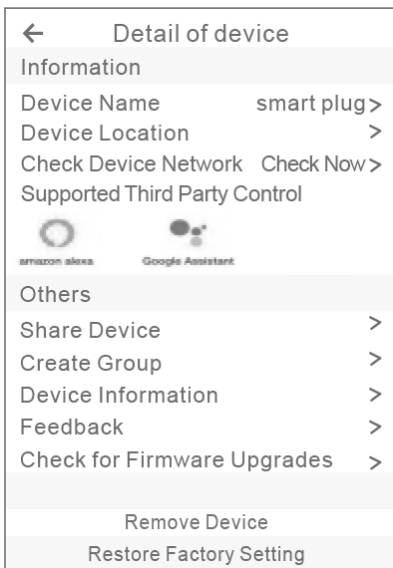 Detail of device
Information
Device Name smart plug>
Device Location >
Check Device Network Check Now>
Supported Third Party Control
amazon alexa Google Assistant
Others
Share Device >
Create Group >
Device Information >
Feedback >
Check for Firmware Upgrades >
Remove Device
Restore Factory Setting